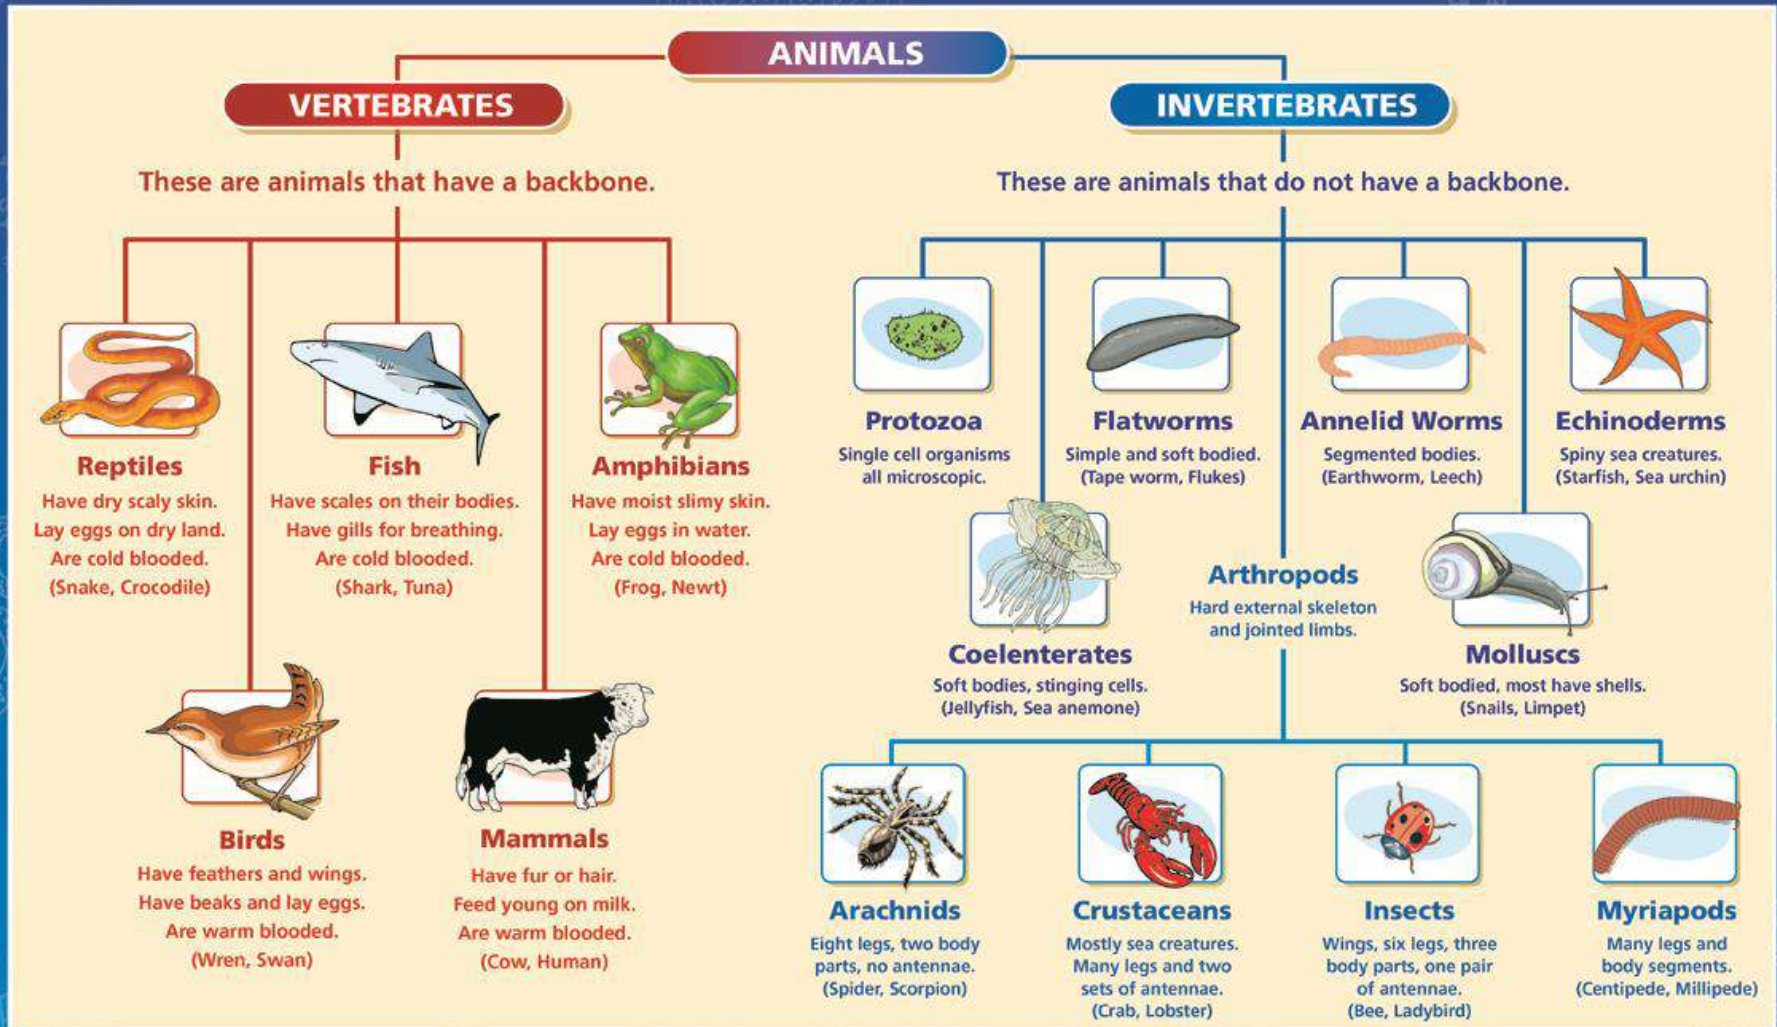 ANIMALS
VERTEBRATES
These are animals that have a backbone.
Reptiles
Have dry scaly skin.
Lay eggs on dry land.
Are cold blooded.
(Snake, Crocodile)
Fish
Have scales on their bodies.
Have gills for breathing.
Are cold blooded.
(Shark, Tuna)
Amphibians
Have moist slimy skin.
Lay eggs in water.
Are cold blooded.
(Frog, Newt)
Birds
Have feathers and wings.
Have beaks and lay eggs.
Are warm blooded.
(Wren, Swan)
Mammals
Have fur or hair.
Feed young on milk.
Are warm blooded.
(Cow, Human)
INVERTEBRATES
These are animals that do not have a backbone.
Protozoa
Single cell organisms
all microscopic.
Flatworms
Simple and soft bodied.
(Tape worm, Flukes)
Annelid Worms
Segmented bodies.
(Earthworm, Leech)
Echinoderms
Spiny sea creatures.
(Starfish, Sea urchin)
Coelenterates
Soft bodies, stinging cells.
(Jellyfish, Sea anemone)
Arthropods
Hard external skeleton
and jointed limbs.
Molluscs
Soft bodied, most have shells.
(Snails, Limpet)
Arachnids
Eight legs, two body
parts, no antennae.
(Spider, Scorpion)
Crustaceans
Mostly sea creatures.
Many legs and two
sets of antennae.
(Crab, Lobster)
Insects
Wings, six legs, three
body parts, one pair
of antennae.
(Bee, Ladybird)
Myriapods
Many legs and
body segments.
(Centipede, Millipede)